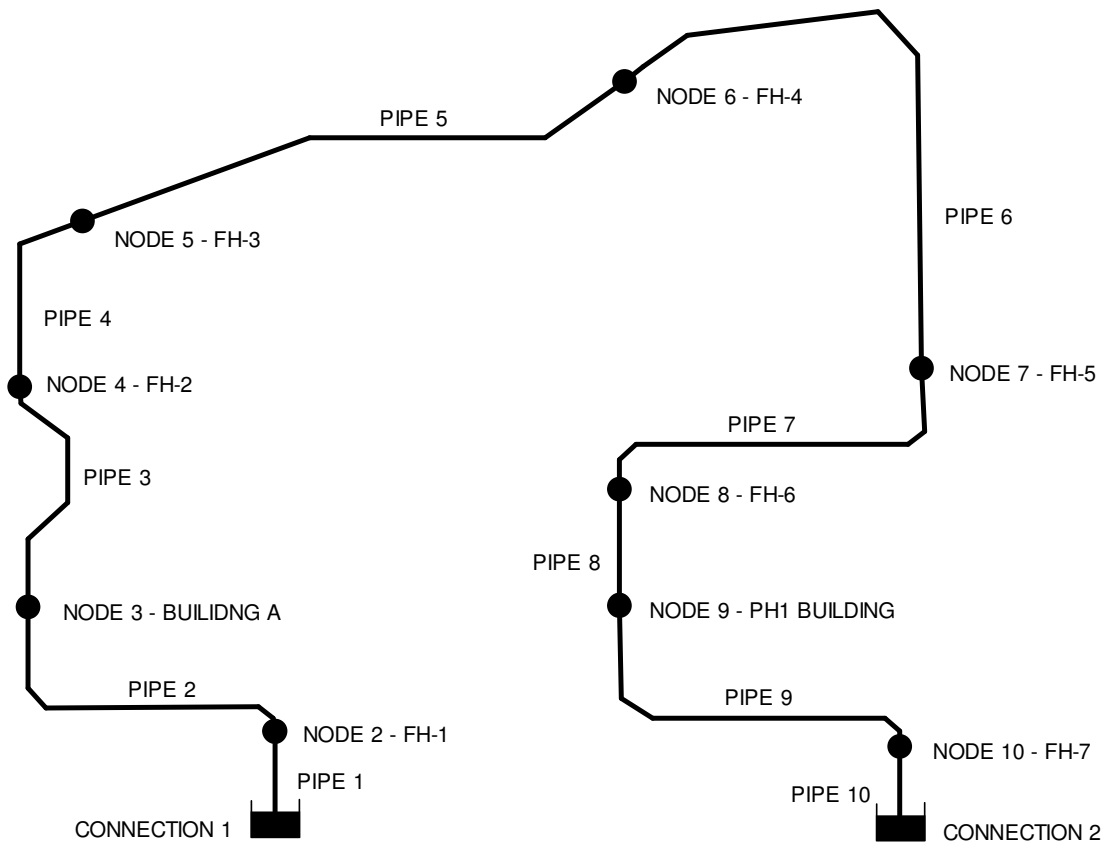 NODE 6 - FH-4
PIPE 5
PIPE 6
NODE 5 - FH-3
PIPE 4
NODE 7 - FH-5
NODE 4 - FH-2
PIPE 7
PIPE 3
NODE 8 - FH-6
PIPE 8
NODE 9 - PH1 BUILDING
NODE 3 - BUILIDNG A
PIPE 2
PIPE 9
NODE 2 - FH-1
NODE 10 - FH-7
PIPE 1
PIPE 10
CONNECTION 1
CONNECTION 2